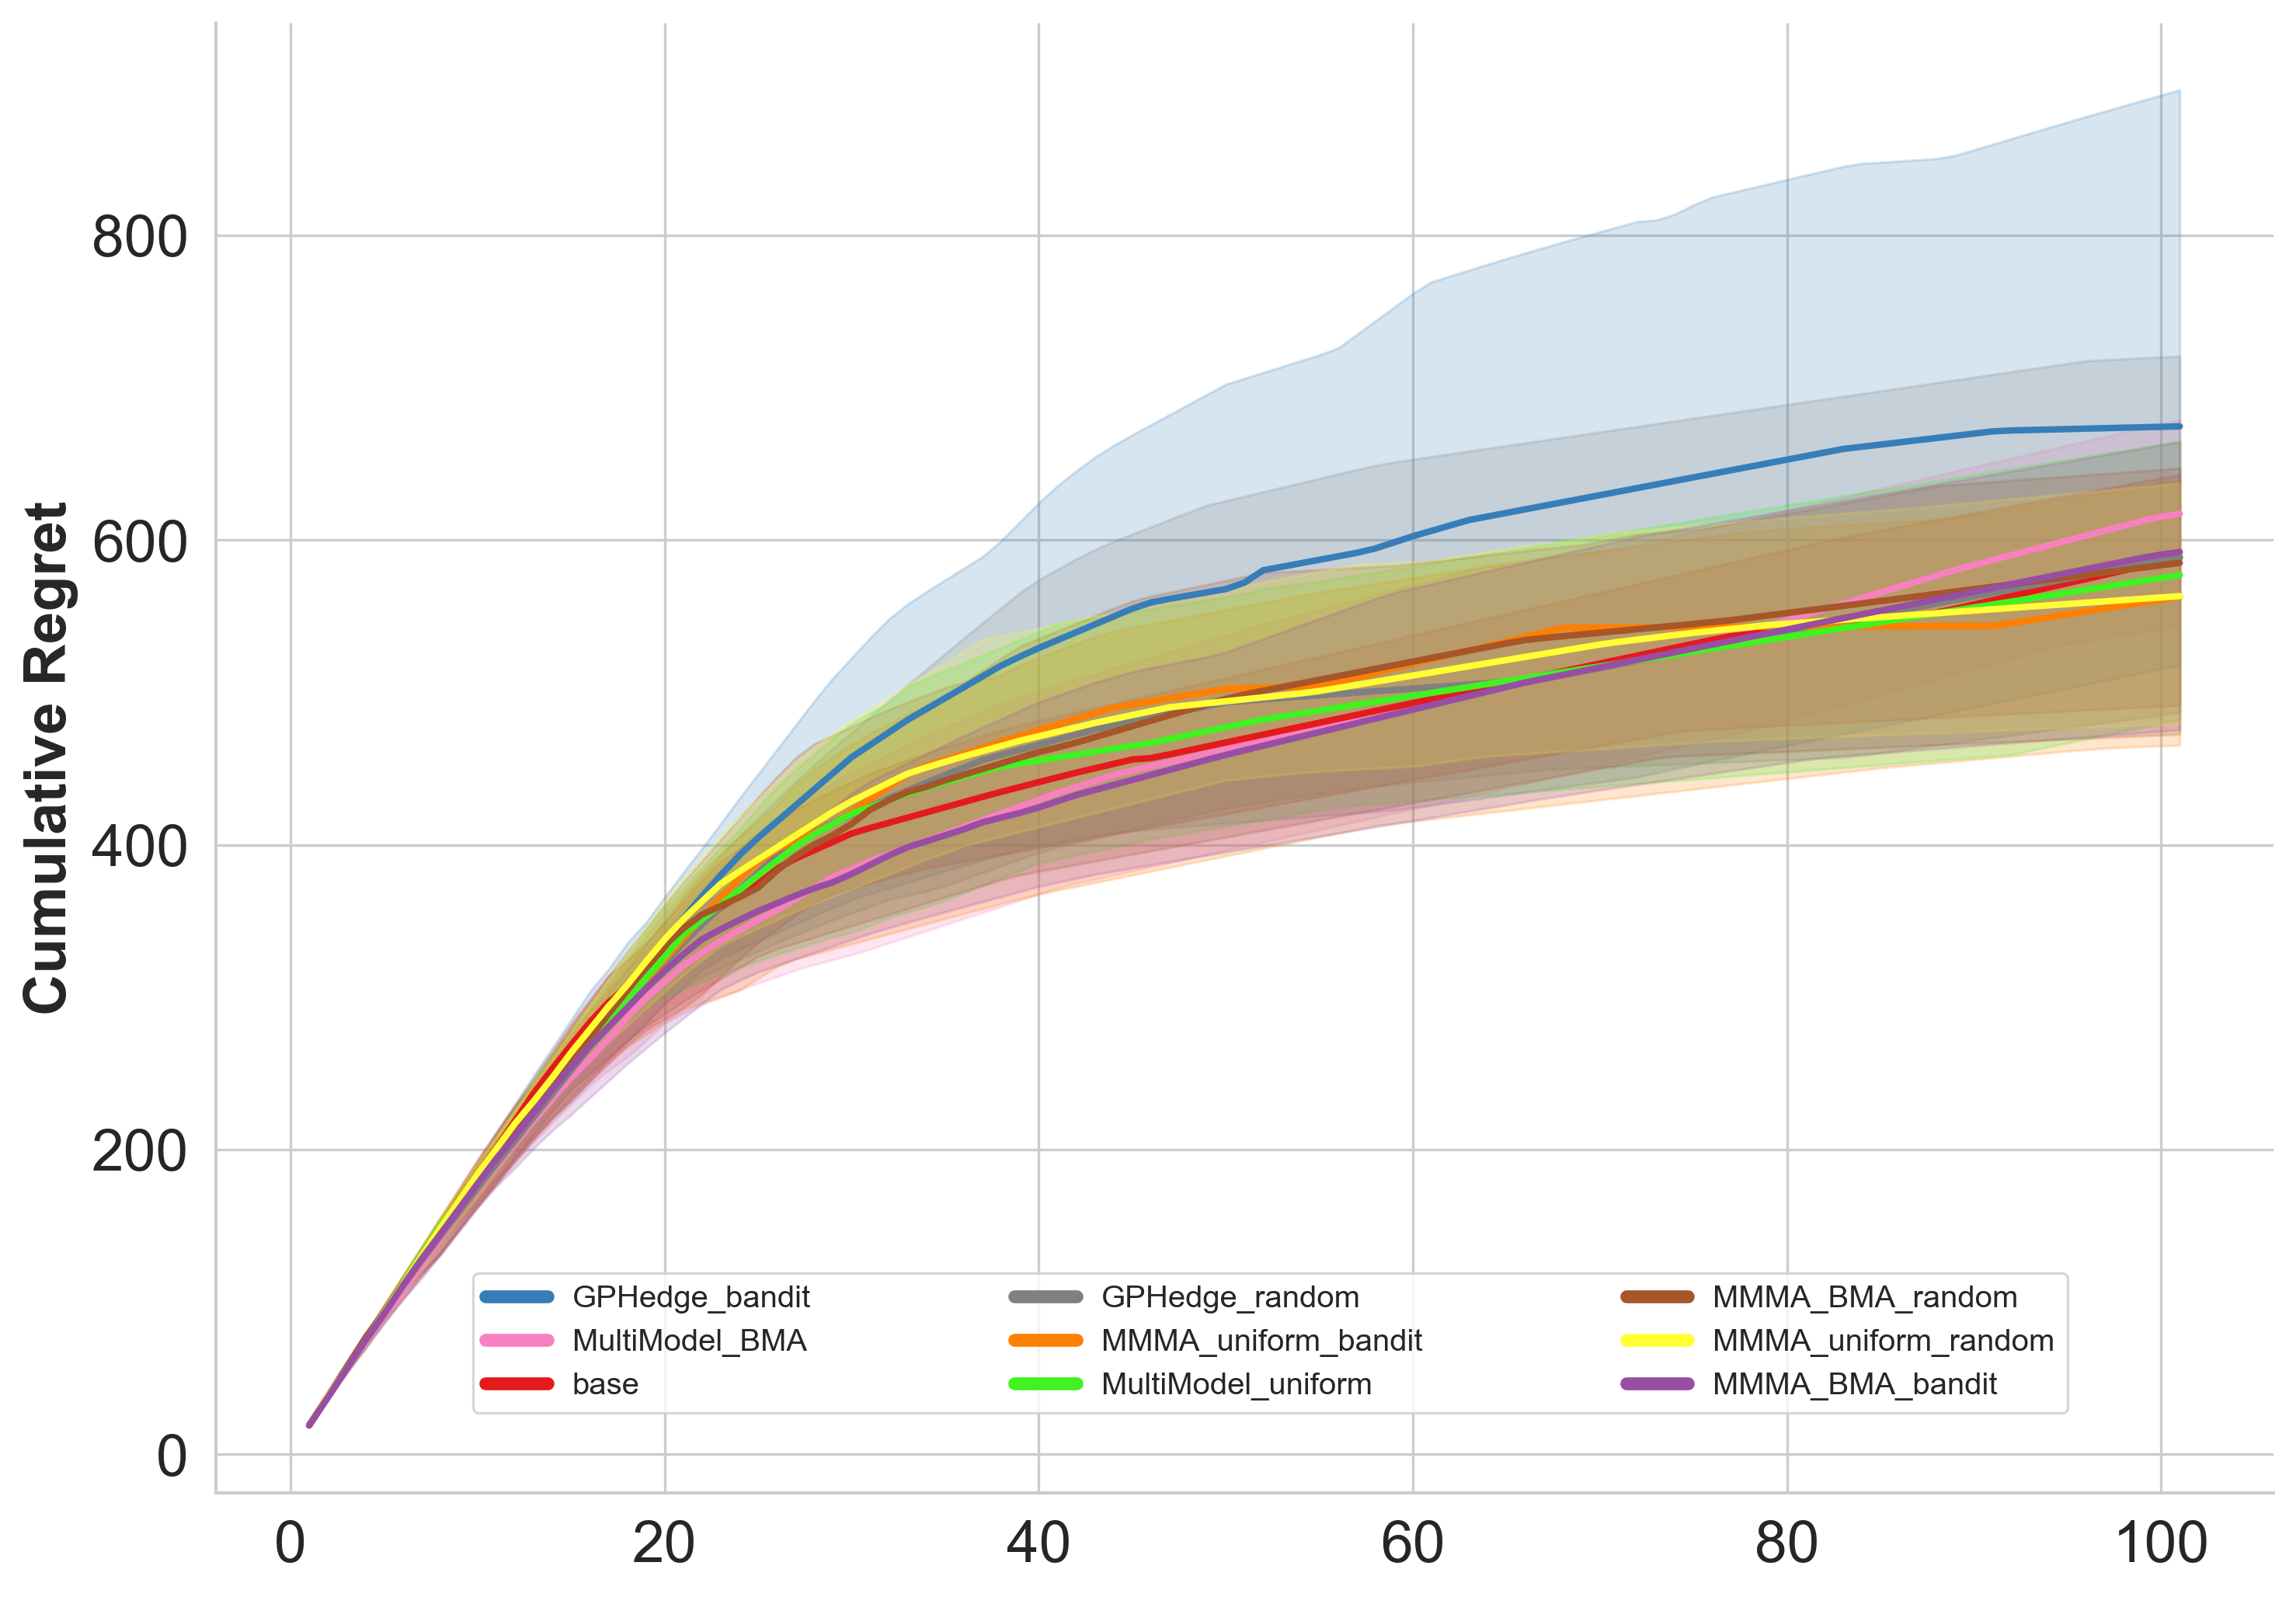 Cumulative Regret
800
600
400
200
0
GPHedge_bandit
MultiModel_BMA
base
GPHedge_random
MMMA_uniform_bandit
MultiModel_uniform
MMMA_BMA_random
MMMA_uniform_random
MMMA_BMA_bandit
0 20 40 60 80 100